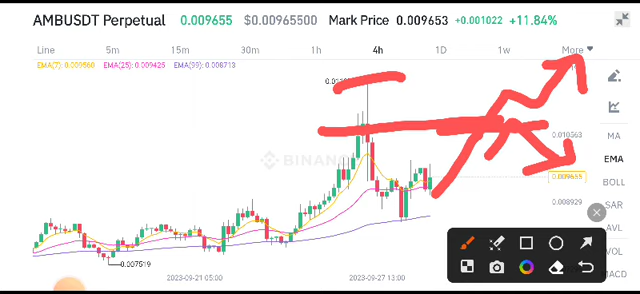 AMBUSDT Perpetual 0.009655 $0.00965500 Mark Price 0.009653 +0.001022 +11.84%
Line 5m 15m 30m 1h 4h 1D 1w More
EMA(7): 0.009560 EMA(25): 0.009425 EMA(99): 0.008713
0.010563
MA
BINAN
EMA
0.009655
BOLL
0.008929
SAR
AVL
VOL
MACD
0.007519
2023-09-21 05:00 2023-09-27 13:00